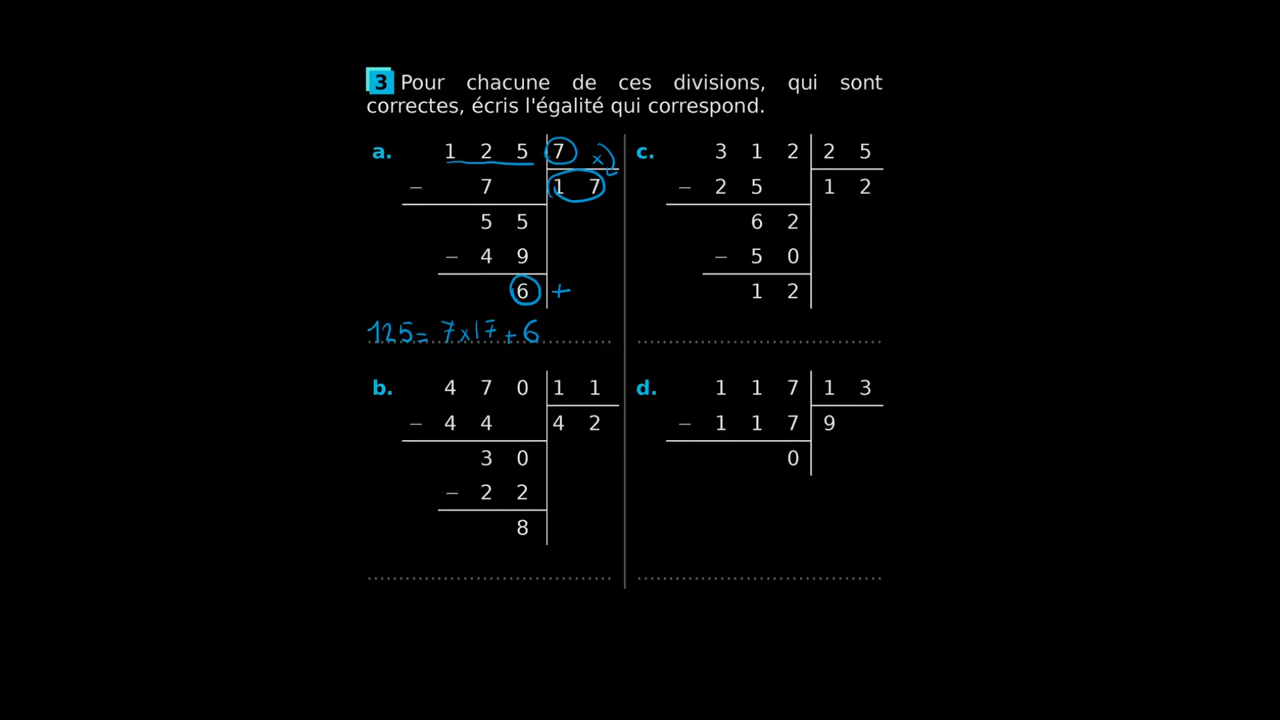 3 Pour chacune de ces divisions, qui sont
correctes, écris l'égalité qui correspond.
a. 1 2 5 7 ×
− 7 1 7
5 5
− 4 9
6 +
125 = 7 × 17 + 6
b. 4 7 0 1 1
− 4 4 4 2
3 0
− 2 2
8
c. 3 1 2 2 5
− 2 5 1 2
6 2
− 5 0
1 2
d. 1 1 7 1 3
− 1 1 7 9
0